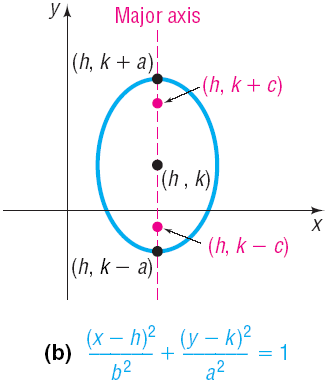 y
Major axis
(h, k + a)
(h, k + c)
(h, k)
x
(h, k − c)
(h, k − a)
(b) (x − h)²/b² + (y − k)²/a² = 1